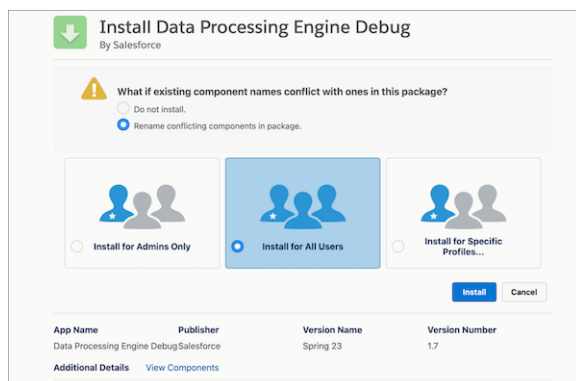 Install Data Processing Engine Debug
By Salesforce
What if existing component names conflict with ones in this package?
Do not install.
Rename conflicting components in package.
Install for Admins Only
Install for All Users
Install for Specific
Profiles...
Install Cancel
App Name Publisher Version Name Version Number
Data Processing Engine Debug Salesforce Spring 23 1.7
Additional Details View Components